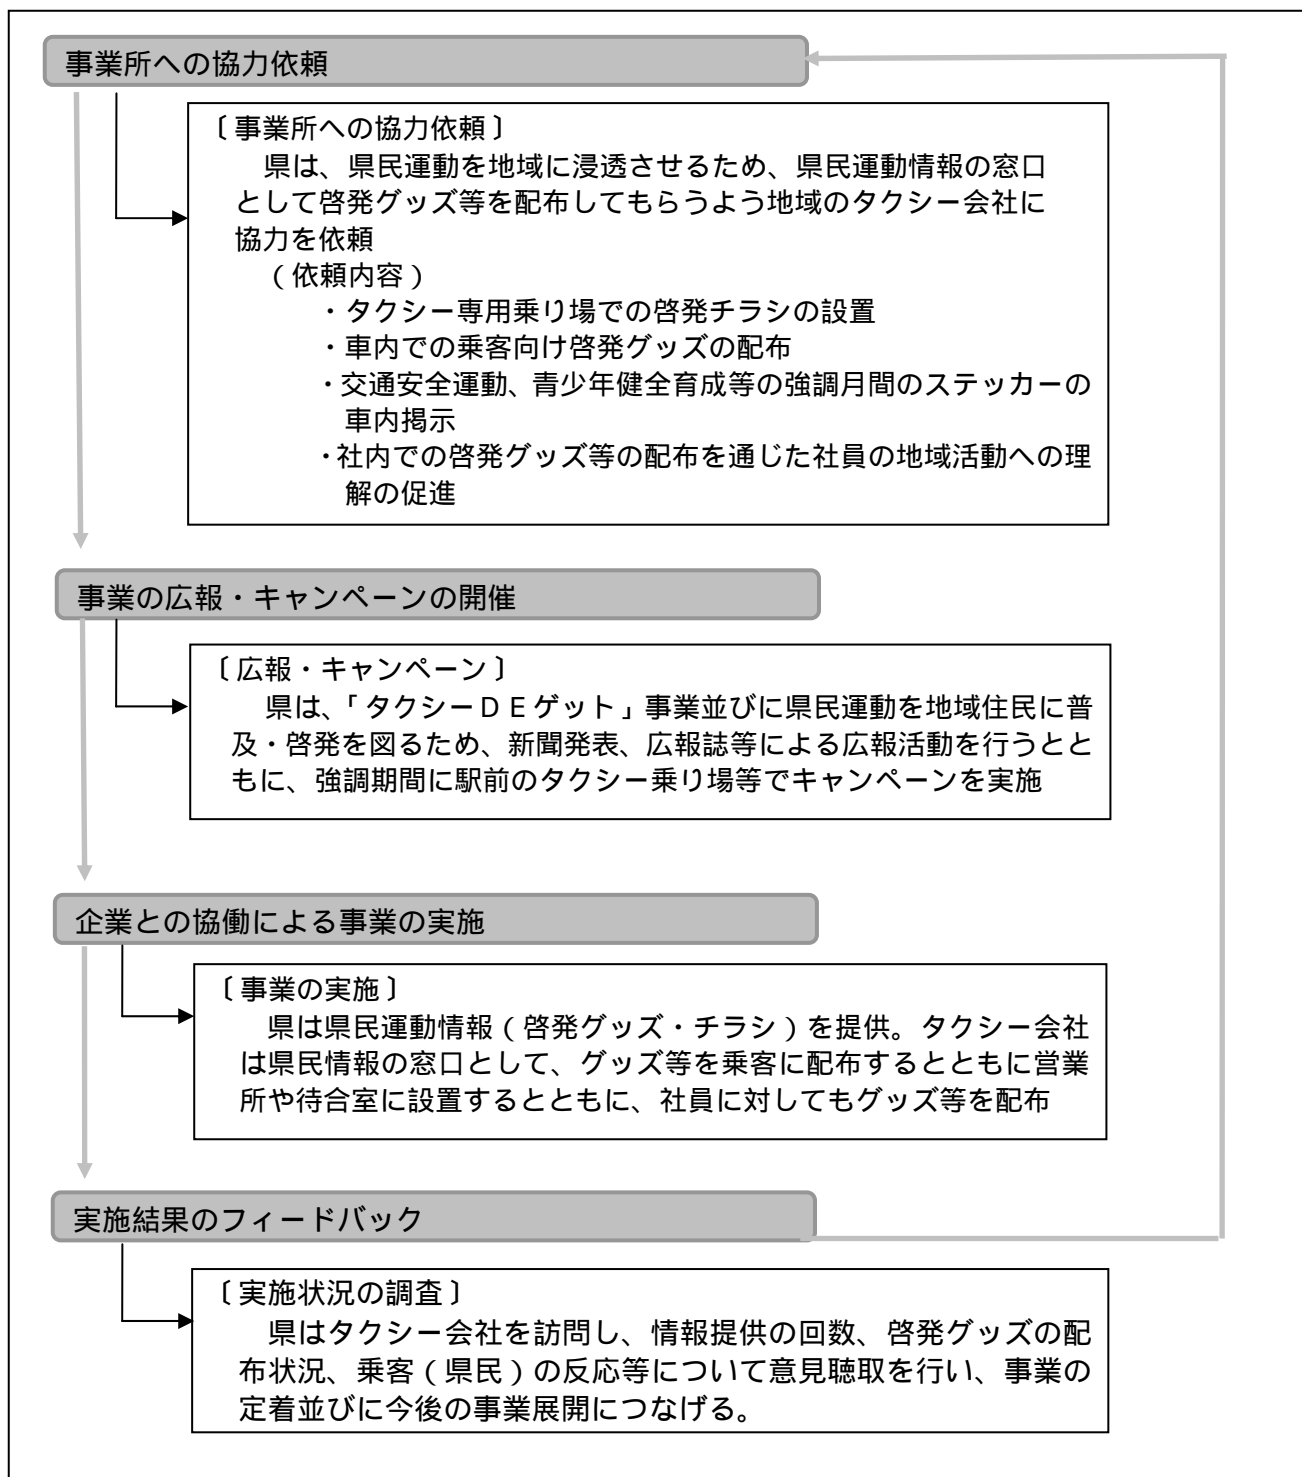 事業所への協力依頼
〔事業所への協力依頼〕
県は、県民運動を地域に浸透させるため、県民運動情報の窓口
として啓発グッズ等を配布してもらうよう地域のタクシー会社に
協力を依頼
（依頼内容）
・タクシー専用乗り場での啓発チラシの設置
・車内での乗客向け啓発グッズの配布
・交通安全運動、青少年健全育成等の強調月間のステッカーの
車内掲示
・社内での啓発グッズ等の配布を通じた社員の地域活動への理
解の促進
事業の広報・キャンペーンの開催
〔広報・キャンペーン〕
県は、「タクシーＤＥゲット」事業並びに県民運動を地域住民に普
及・啓発を図るため、新聞発表、広報誌等による広報活動を行うとと
もに、強調期間に駅前のタクシー乗り場等でキャンペーンを実施
企業との協働による事業の実施
〔事業の実施〕
県は県民運動情報（啓発グッズ・チラシ）を提供。タクシー会社
は県民情報の窓口として、グッズ等を乗客に配布するとともに営業
所や待合室に設置するとともに、社員に対してもグッズ等を配布
実施結果のフィードバック
〔実施状況の調査〕
県はタクシー会社を訪問し、情報提供の回数、啓発グッズの配
布状況、乗客（県民）の反応等について意見聴取を行い、事業の
定着並びに今後の事業展開につなげる。